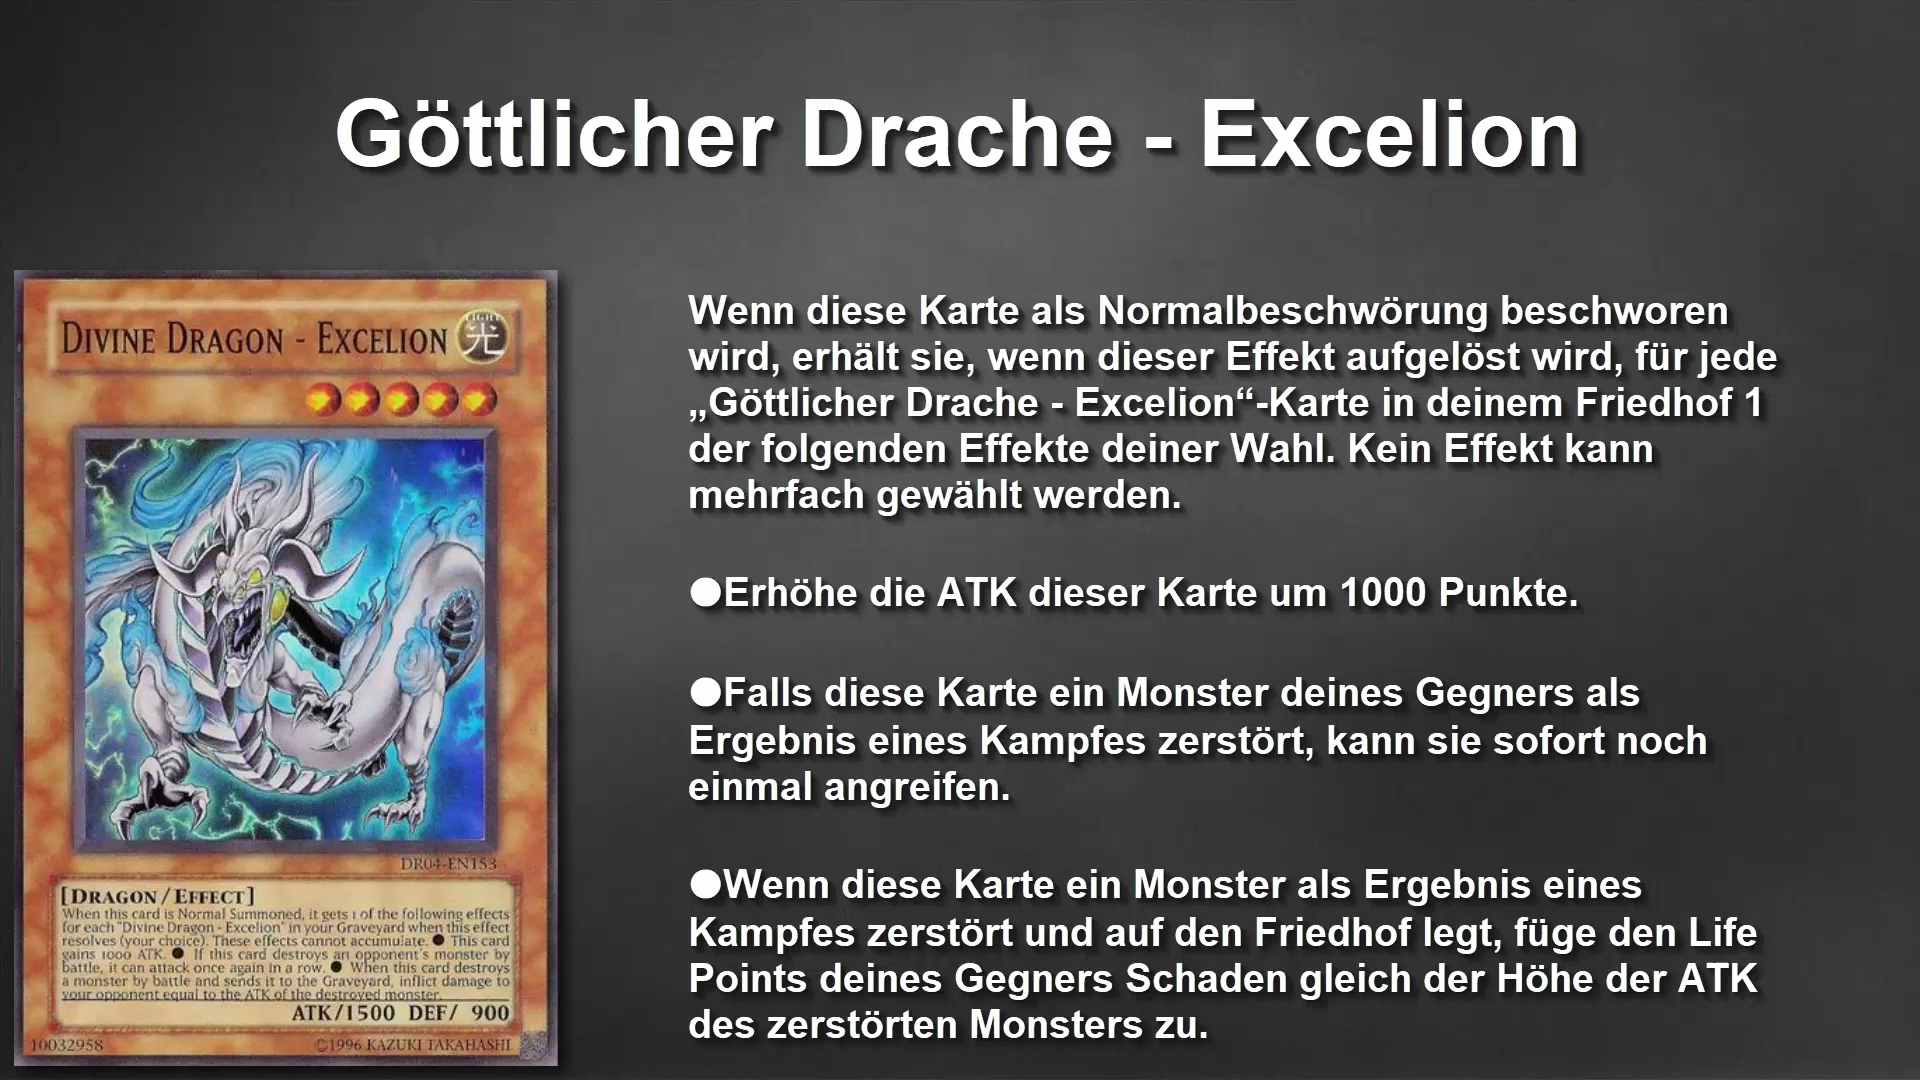 Göttlicher Drache - Excelion
DIVINE DRAGON - EXCELION
LIGHT
光
DR04-EN153
[DRAGON / EFFECT]
When this card is Normal Summoned, it gets 1 of the following effects
for each "Divine Dragon - Excelion" in your Graveyard when this effect
resolves (your choice). These effects cannot accumulate. ● This card
gains 1000 ATK. ● If this card destroys an opponent's monster by
battle, it can attack once again in a row. ● When this card destroys
a monster by battle and sends it to the Graveyard, inflict damage to
your opponent equal to the ATK of the destroyed monster.
ATK/1500 DEF/ 900
10032958
©1996 KAZUKI TAKAHASHI
Wenn diese Karte als Normalbeschwörung beschworen
wird, erhält sie, wenn dieser Effekt aufgelöst wird, für jede
„Göttlicher Drache - Excelion“-Karte in deinem Friedhof 1
der folgenden Effekte deiner Wahl. Kein Effekt kann
mehrfach gewählt werden.
●Erhöhe die ATK dieser Karte um 1000 Punkte.
●Falls diese Karte ein Monster deines Gegners als
Ergebnis eines Kampfes zerstört, kann sie sofort noch
einmal angreifen.
●Wenn diese Karte ein Monster als Ergebnis eines
Kampfes zerstört und auf den Friedhof legt, füge den Life
Points deines Gegners Schaden gleich der Höhe der ATK
des zerstörten Monsters zu.